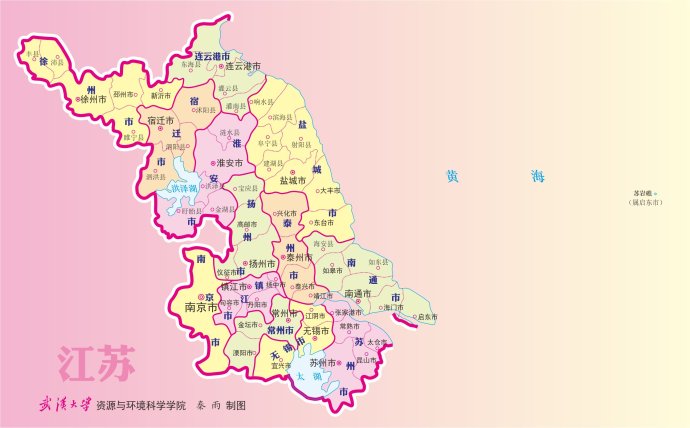 连云港市
徐
丰县
沛县
东海县
连云港市
州
徐州市
邳州市
新沂市
灌云县
灌南县
响水县
宿
沭阳县
市
宿迁市
睢宁县
迁
泗阳县
滨海县
盐
涟水县
淮
阜宁县
射阳县
市
泗洪县
淮安市
建湖县
城
盐城市
洪泽湖
洪泽县
安
宝应县
大丰市
黄海
苏岩礁
(属启东市)
盱眙县
金湖县
市
扬
兴化市
泰
市
高邮市
东台市
州
州
海安县
南
仪征市
市
扬州市
泰州市
南
如皋市
如东县
镇江市
镇
扬中市
市
泰兴市
通
京
南京市
句容市
江
丹阳市
靖江市
南通市
市
海门市
启东市
市
金坛市
常州市
江阴市
张家港市
市
常州市
无锡市
常熟市
苏
太仓市
溧阳市
无锡市
宜兴市
苏州市
昆山市
州
太湖
市
江苏
武汉大学 资源与环境科学学院 秦雨 制图